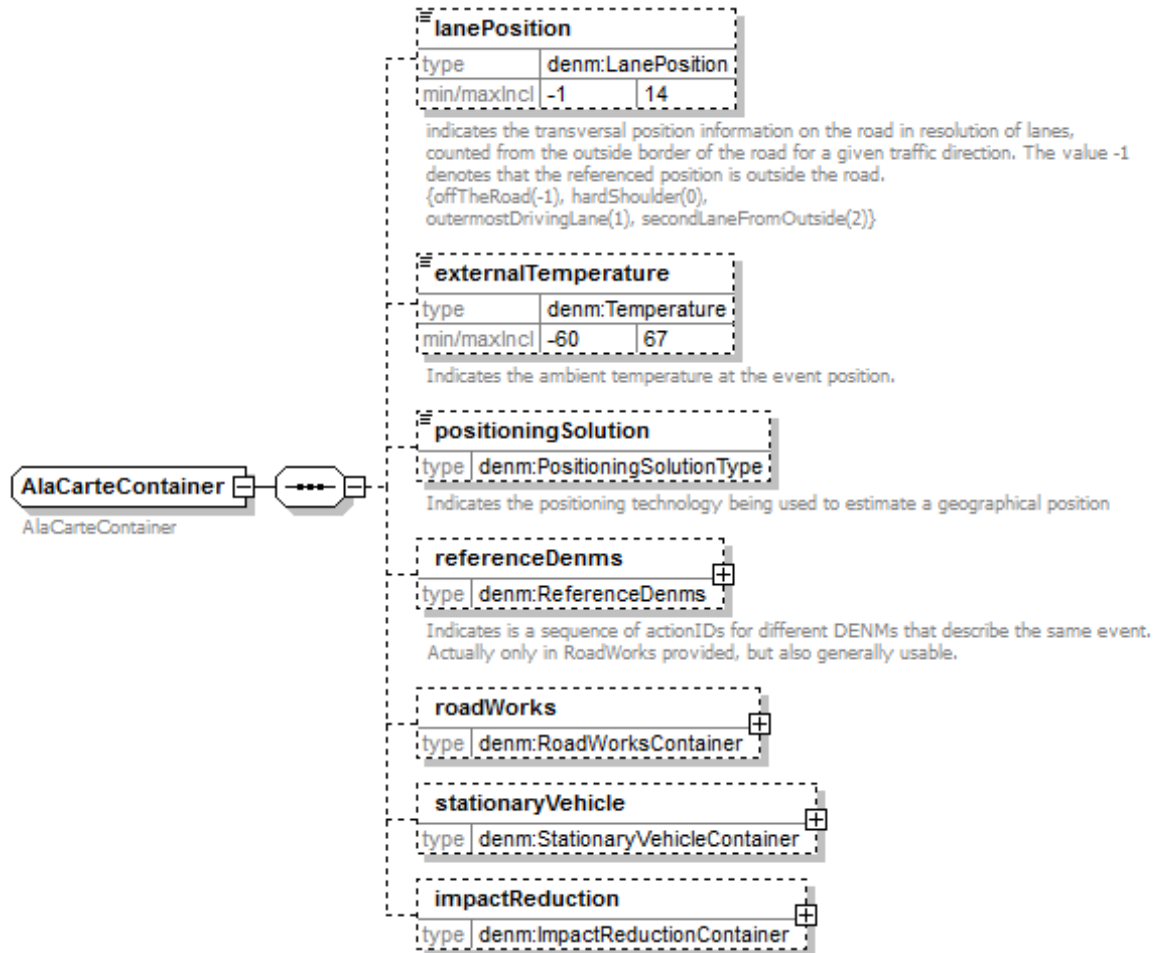 lanePosition
type denm:LanePosition
min/maxIncl -1 14
indicates the transversal position information on the road in resolution of lanes,
counted from the outside border of the road for a given traffic direction. The value -1
denotes that the referenced position is outside the road.
{offTheRoad(-1), hardShoulder(0),
outermostDrivingLane(1), secondLaneFromOutside(2)}
externalTemperature
type denm:Temperature
min/maxIncl -60 67
Indicates the ambient temperature at the event position.
positioningSolution
type denm:PositioningSolutionType
Indicates the positioning technology being used to estimate a geographical position
AlaCarteContainer
AlaCarteContainer
referenceDenms
type denm:ReferenceDenms
Indicates is a sequence of actionIDs for different DENMs that describe the same event.
Actually only in RoadWorks provided, but also generally usable.
roadWorks
type denm:RoadWorksContainer
stationaryVehicle
type denm:StationaryVehicleContainer
impactReduction
type denm:ImpactReductionContainer